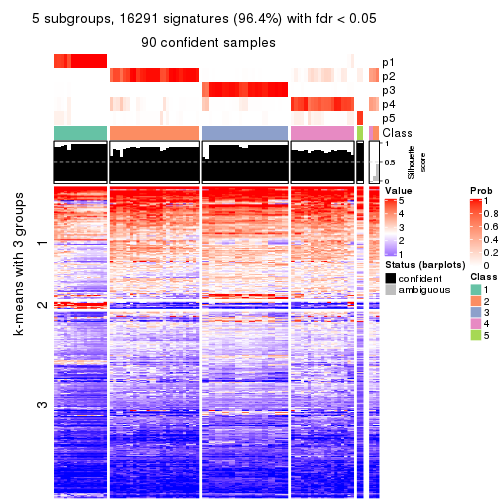 5 subgroups, 16291 signatures (96.4%) with fdr < 0.05
90 confident samples
p1
p2
p3
p4
p5
Class
1
0.5
0
Silhouette
score
k-means with 3 groups
1
2
3
Value
5
4
3
2
1
Status (barplots)
confident
ambiguous
Prob
1
0.8
0.6
0.4
0.2
0
Class
1
2
3
4
5